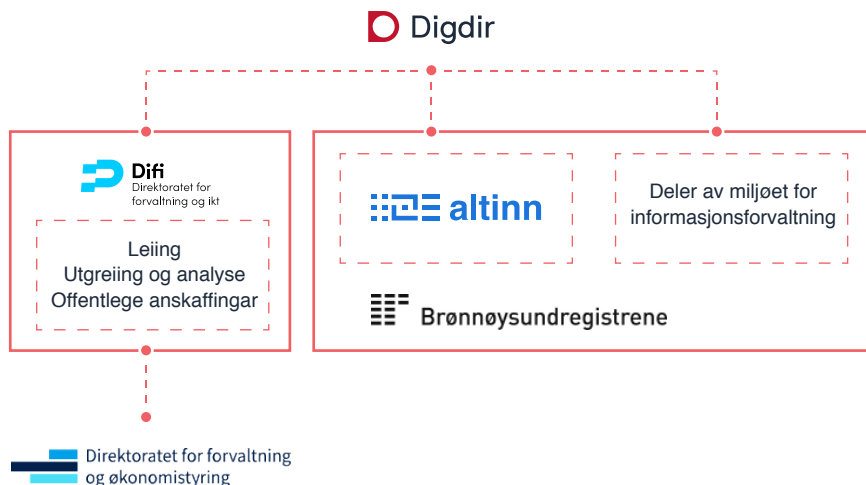 Digdir
Difi
Direktoratet for
forvaltning og ikt
Leiing
Utgreiing og analyse
Offentlege anskaffingar
altinn
Deler av miljøet for
informasjonsforvaltning
Brønnøysundregistrene
Direktoratet for forvaltning
og økonomistyring